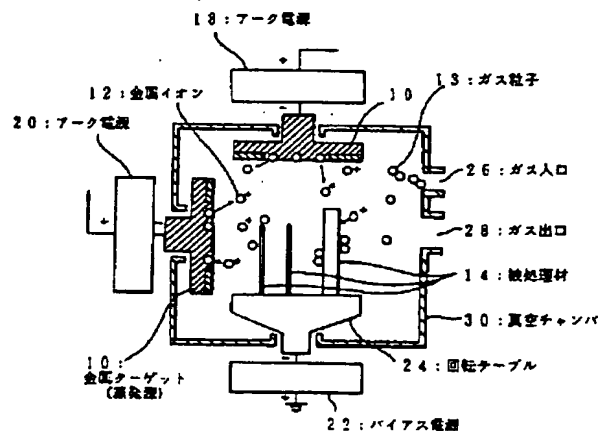 18：アーク電源
12：金属イオン
13：ガス粒子
20：アーク電源
10
26：ガス入口
28：ガス出口
14：被処理材
30：真空チャンバ
10：
金属ターゲット
(蒸発源)
24：回転テーブル
22：バイアス電源